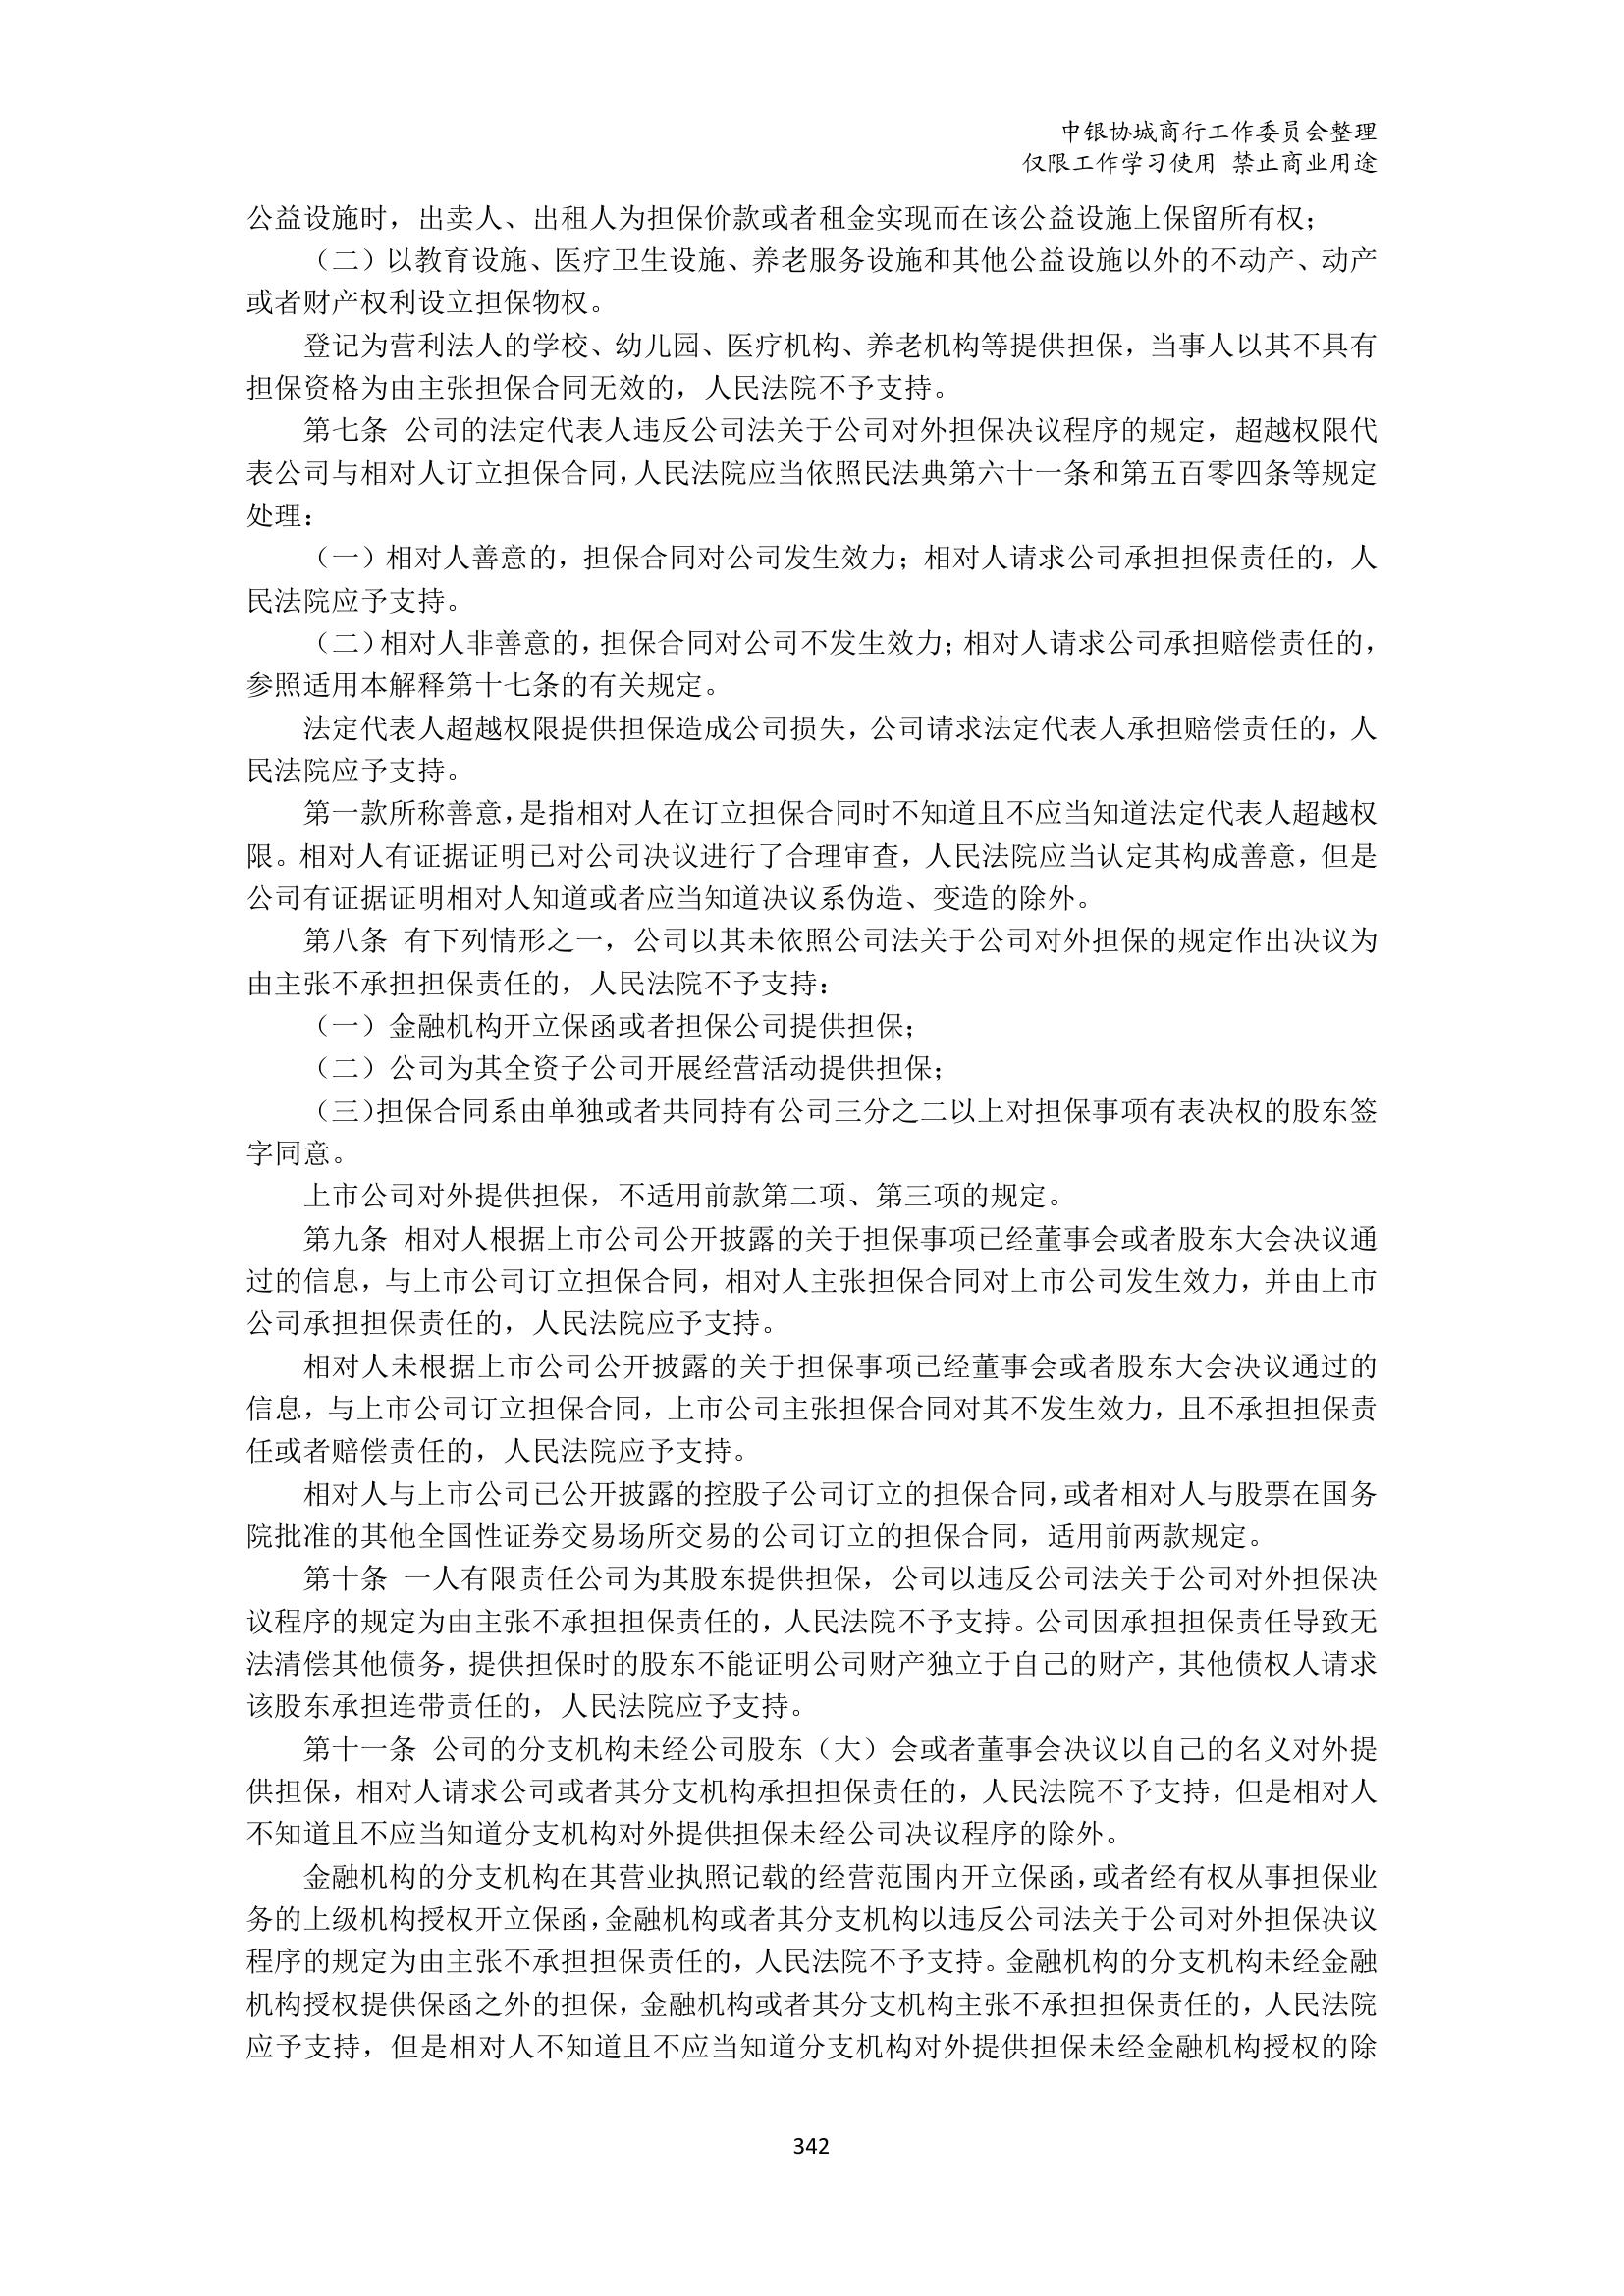 中银协城商行工作委员会整理
仅限工作学习使用 禁止商业用途
公益设施时，出卖人、出租人为担保价款或者租金实现而在该公益设施上保留所有权；
（二）以教育设施、医疗卫生设施、养老服务设施和其他公益设施以外的不动产、动产
或者财产权利设立担保物权。
登记为营利法人的学校、幼儿园、医疗机构、养老机构等提供担保，当事人以其不具有
担保资格为由主张担保合同无效的，人民法院不予支持。
第七条 公司的法定代表人违反公司法关于公司对外担保决议程序的规定，超越权限代
表公司与相对人订立担保合同，人民法院应当依照民法典第六十一条和第五百零四条等规定
处理：
（一）相对人善意的，担保合同对公司发生效力；相对人请求公司承担担保责任的，人
民法院应予支持。
（二）相对人非善意的，担保合同对公司不发生效力；相对人请求公司承担赔偿责任的，
参照适用本解释第十七条的有关规定。
法定代表人超越权限提供担保造成公司损失，公司请求法定代表人承担赔偿责任的，人
民法院应予支持。
第一款所称善意，是指相对人在订立担保合同时不知道且不应当知道法定代表人超越权
限。相对人有证据证明已对公司决议进行了合理审查，人民法院应当认定其构成善意，但是
公司有证据证明相对人知道或者应当知道决议系伪造、变造的除外。
第八条 有下列情形之一，公司以其未依照公司法关于公司对外担保的规定作出决议为
由主张不承担担保责任的，人民法院不予支持：
（一）金融机构开立保函或者担保公司提供担保；
（二）公司为其全资子公司开展经营活动提供担保；
（三）担保合同系由单独或者共同持有公司三分之二以上对担保事项有表决权的股东签
字同意。
上市公司对外提供担保，不适用前款第二项、第三项的规定。
第九条 相对人根据上市公司公开披露的关于担保事项已经董事会或者股东大会决议通
过的信息，与上市公司订立担保合同，相对人主张担保合同对上市公司发生效力，并由上市
公司承担担保责任的，人民法院应予支持。
相对人未根据上市公司公开披露的关于担保事项已经董事会或者股东大会决议通过的
信息，与上市公司订立担保合同，上市公司主张担保合同对其不发生效力，且不承担担保责
任或者赔偿责任的，人民法院应予支持。
相对人与上市公司已公开披露的控股子公司订立的担保合同，或者相对人与股票在国务
院批准的其他全国性证券交易场所交易的公司订立的担保合同，适用前两款规定。
第十条 一人有限责任公司为其股东提供担保，公司以违反公司法关于公司对外担保决
议程序的规定为由主张不承担担保责任的，人民法院不予支持。公司因承担担保责任导致无
法清偿其他债务，提供担保时的股东不能证明公司财产独立于自己的财产，其他债权人请求
该股东承担连带责任的，人民法院应予支持。
第十一条 公司的分支机构未经公司股东（大）会或者董事会决议以自己的名义对外提
供担保，相对人请求公司或者其分支机构承担担保责任的，人民法院不予支持，但是相对人
不知道且不应当知道分支机构对外提供担保未经公司决议程序的除外。
金融机构的分支机构在其营业执照记载的经营范围内开立保函，或者经有权从事担保业
务的上级机构授权开立保函，金融机构或者其分支机构以违反公司法关于公司对外担保决议
程序的规定为由主张不承担担保责任的，人民法院不予支持。金融机构的分支机构未经金融
机构授权提供保函之外的担保，金融机构或者其分支机构主张不承担担保责任的，人民法院
应予支持，但是相对人不知道且不应当知道分支机构对外提供担保未经金融机构授权的除
342